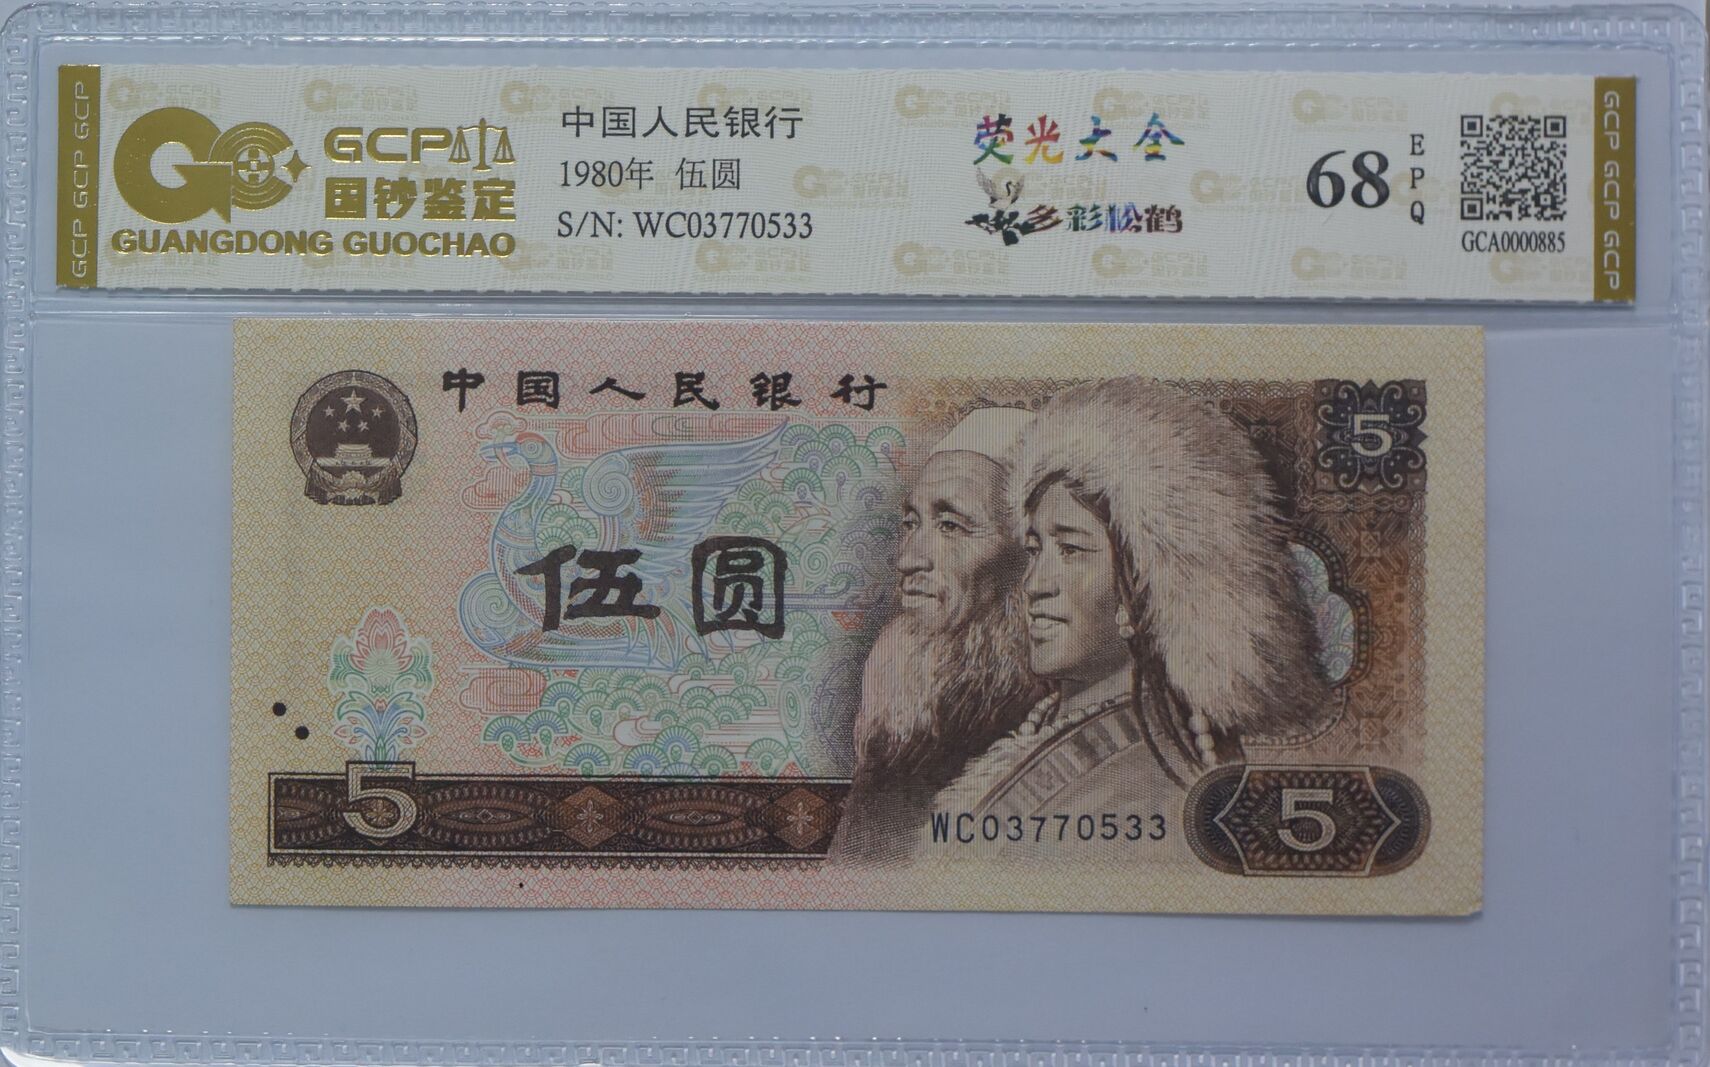 GCP GCP GCP
GCP
国钞鉴定
GUANGDONG GUOCHAO
中国人民银行
1980年 伍圆
S/N: WC03770533
荧光大全
多彩松鹤
68
EPQ
GCA0000885
GCP GCP GCP
中国人民银行
5
伍圆
5
WC03770533
5